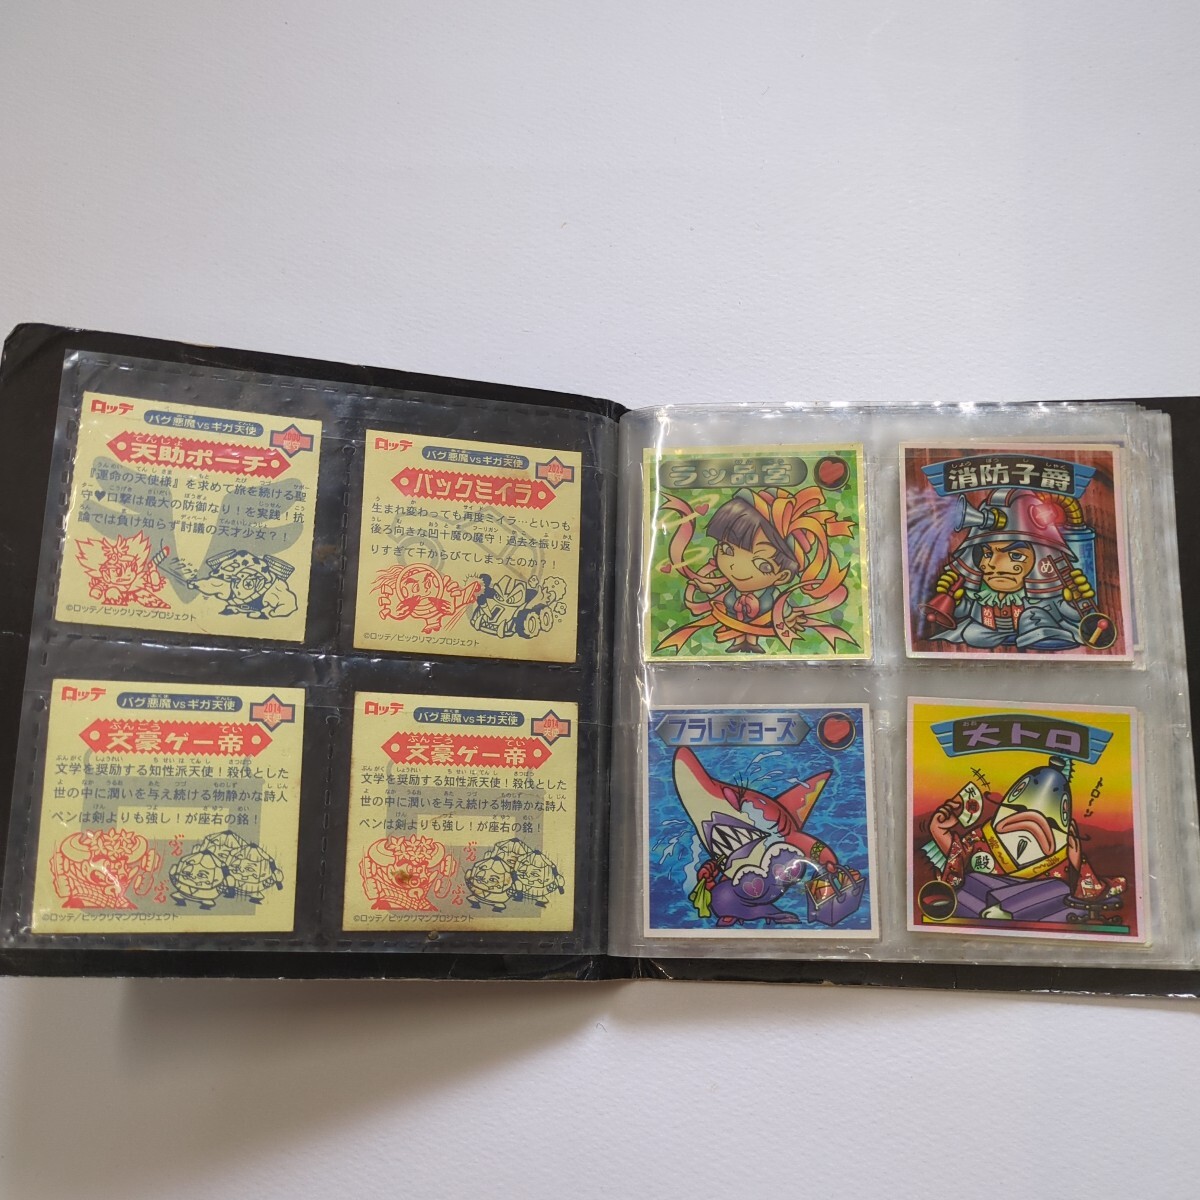 ロッテ
バグ悪魔VSギガ天使
天助ポーチ
『運命の天使様』を求めて旅を続ける聖
守♥口撃は最大の防御なり！を実践！抗
論では負け知らず討議の天才少女？！
©ロッテ/ビックリマンプロジェクト
ロッテ
バグ悪魔VSギガ天使
バックミイラ
生まれ変わっても再度ミイラ…といつも
後ろ向きな凹十魔の魔守！過去を振り返
りすぎて干からびてしまったのか？！
©ロッテ/ビックリマンプロジェクト
ロッテ
バグ悪魔VSギガ天使
2014
天使
文豪ゲー帝
文学を奨励する知性派天使！殺伐とした
世の中に潤いを与え続ける物静かな詩人
ペンは剣よりも強し！が座右の銘！
©ロッテ/ビックリマンプロジェクト
ロッテ
バグ悪魔VSギガ天使
2014
天使
文豪ゲー帝
文学を奨励する知性派天使！殺伐とした
世の中に潤いを与え続ける物静かな詩人
ペンは剣よりも強し！が座右の銘！
©ロッテ/ビックリマンプロジェクト
ラッ品宮
消防子爵
め
フラレジョーズ
大トロ
殿